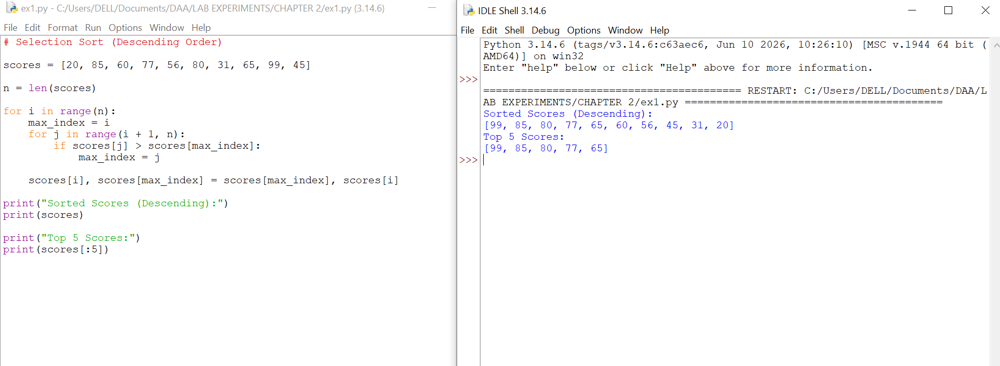 ex1.py - C:/Users/DELL/Documents/DAA/LAB EXPERIMENTS/CHAPTER 2/ex1.py (3.14.6)
File Edit Format Run Options Window Help
# Selection Sort (Descending Order)
scores = [20, 85, 60, 77, 56, 80, 31, 65, 99, 45]
n = len(scores)
for i in range(n):
    max_index = i
    for j in range(i + 1, n):
        if scores[j] > scores[max_index]:
            max_index = j
    scores[i], scores[max_index] = scores[max_index], scores[i]
print("Sorted Scores (Descending):")
print(scores)
print("Top 5 Scores:")
print(scores[:5])
IDLE Shell 3.14.6
File Edit Shell Debug Options Window Help
Python 3.14.6 (tags/v3.14.6:c63aec6, Jun 10 2026, 10:26:10) [MSC v.1944 64 bit (
AMD64)] on win32
Enter "help" below or click "Help" above for more information.
>>>
========================================= RESTART: C:/Users/DELL/Documents/DAA/L
AB EXPERIMENTS/CHAPTER 2/ex1.py =========================================
Sorted Scores (Descending):
[99, 85, 80, 77, 65, 60, 56, 45, 31, 20]
Top 5 Scores:
[99, 85, 80, 77, 65]
>>>